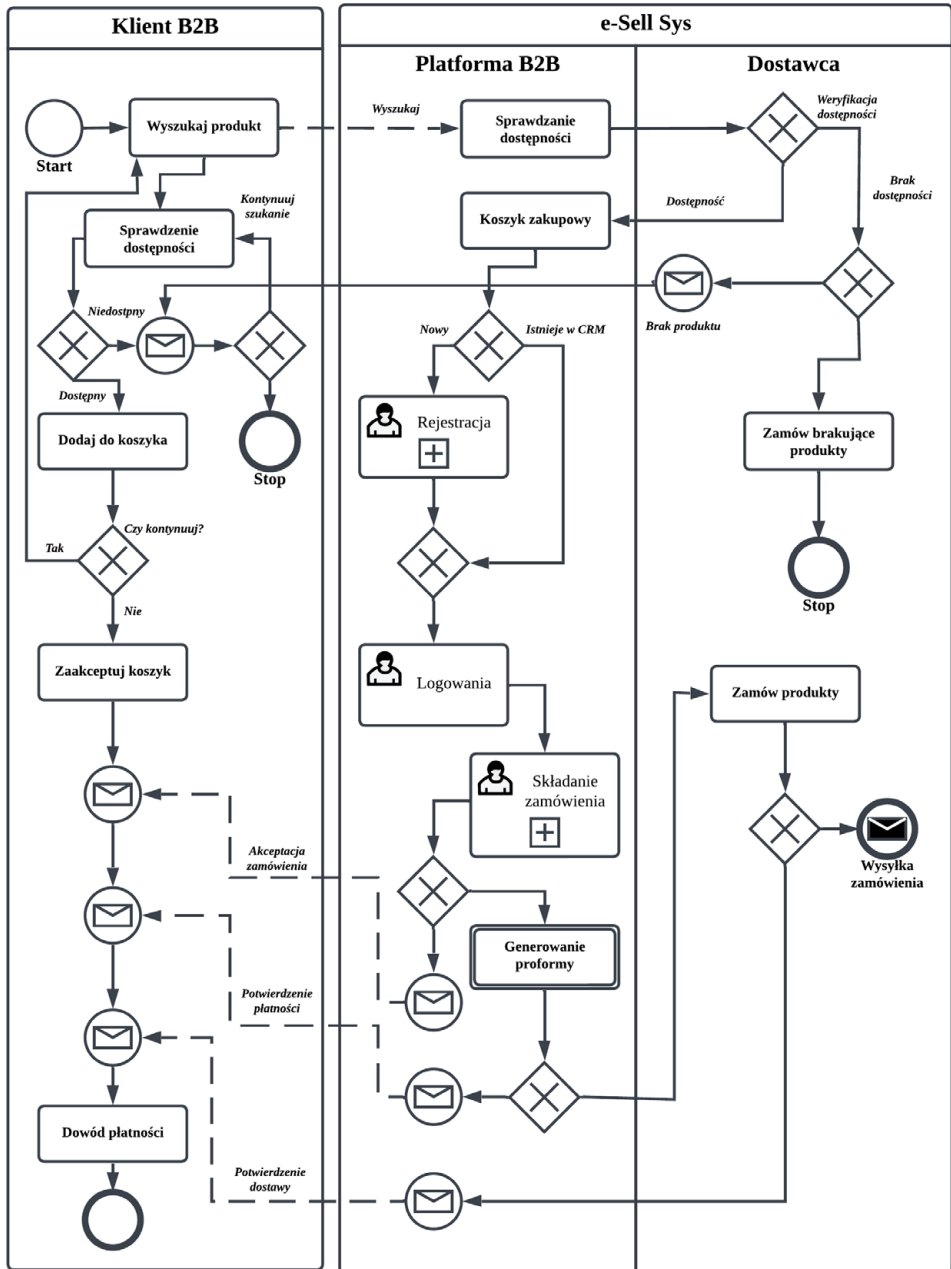 Klient B2B
e-Sell Sys
Platforma B2B
Dostawca
Start
Wyszukaj produkt
Wyszukaj
Sprawdzanie
dostępności
Weryfikacja
dostępności
Brak
dostępności
Kontynuuj
szukanie
Sprawdzenie
dostępności
Koszyk zakupowy
Dostępność
Niedostpny
Brak produktu
Nowy
Istnieje w CRM
Dostępny
Dodaj do koszyka
Stop
Rejestracja
Zamów brakujące
produkty
Czy kontynuuj?
Tak
Nie
Stop
Zaakceptuj koszyk
Logowania
Zamów produkty
Składanie
zamówienia
Akceptacja
zamówienia
Wysyłka
zamówienia
Generowanie
proformy
Potwierdzenie
płatności
Dowód płatności
Potwierdzenie
dostawy